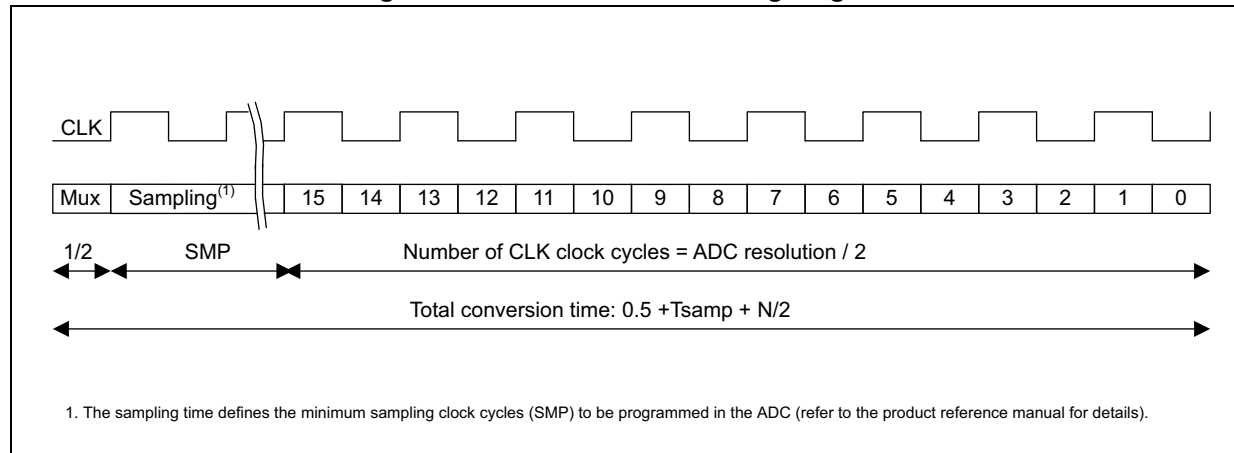 CLK
Mux Sampling(1) 15 14 13 12 11 10 9 8 7 6 5 4 3 2 1 0
1/2 SMP Number of CLK clock cycles = ADC resolution / 2
Total conversion time: 0.5 +Tsamp + N/2
1. The sampling time defines the minimum sampling clock cycles (SMP) to be programmed in the ADC (refer to the product reference manual for details).